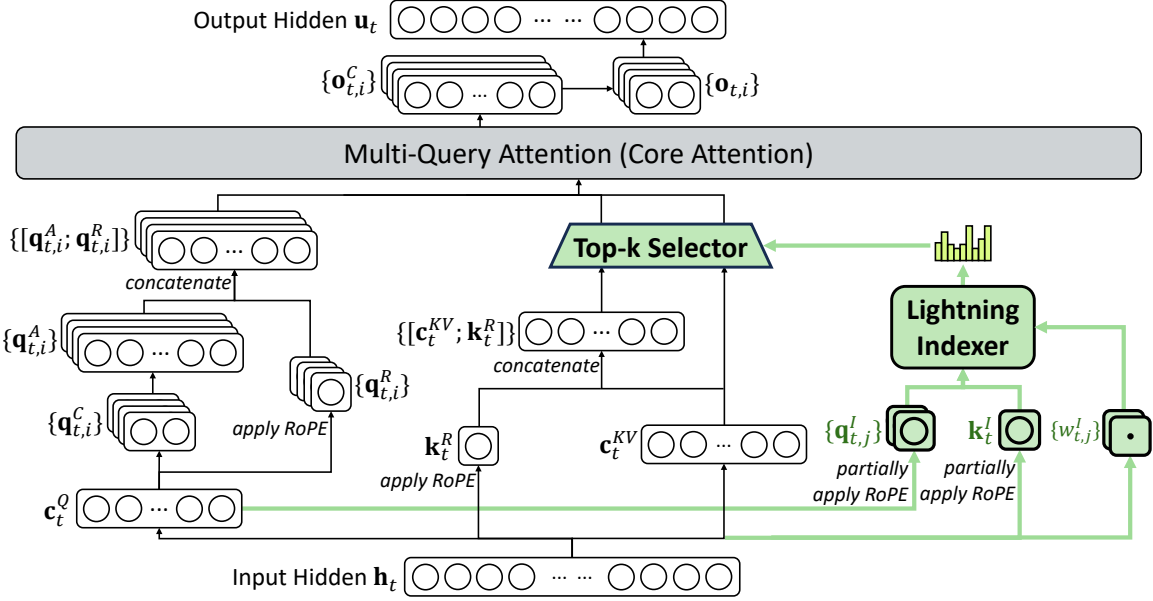 Output Hidden 𝐮_t
{𝐨^C_{t,i}}
{𝐨_{t,i}}
Multi-Query Attention (Core Attention)
{[𝐪^A_{t,i}; 𝐪^R_{t,i}]}
concatenate
Top-k Selector
Lightning
Indexer
{𝐪^A_{t,i}}
{[𝐜^{KV}_t; 𝐤^R_t]}
concatenate
{𝐪^R_{t,i}}
apply RoPE
{𝐪^C_{t,i}}
𝐤^R_t
apply RoPE
𝐜^{KV}_t
{𝐪^I_{t,j}}
partially
apply RoPE
𝐤^I_t
partially
apply RoPE
{w^I_{t,j}}
𝐜^Q_t
Input Hidden 𝐡_t